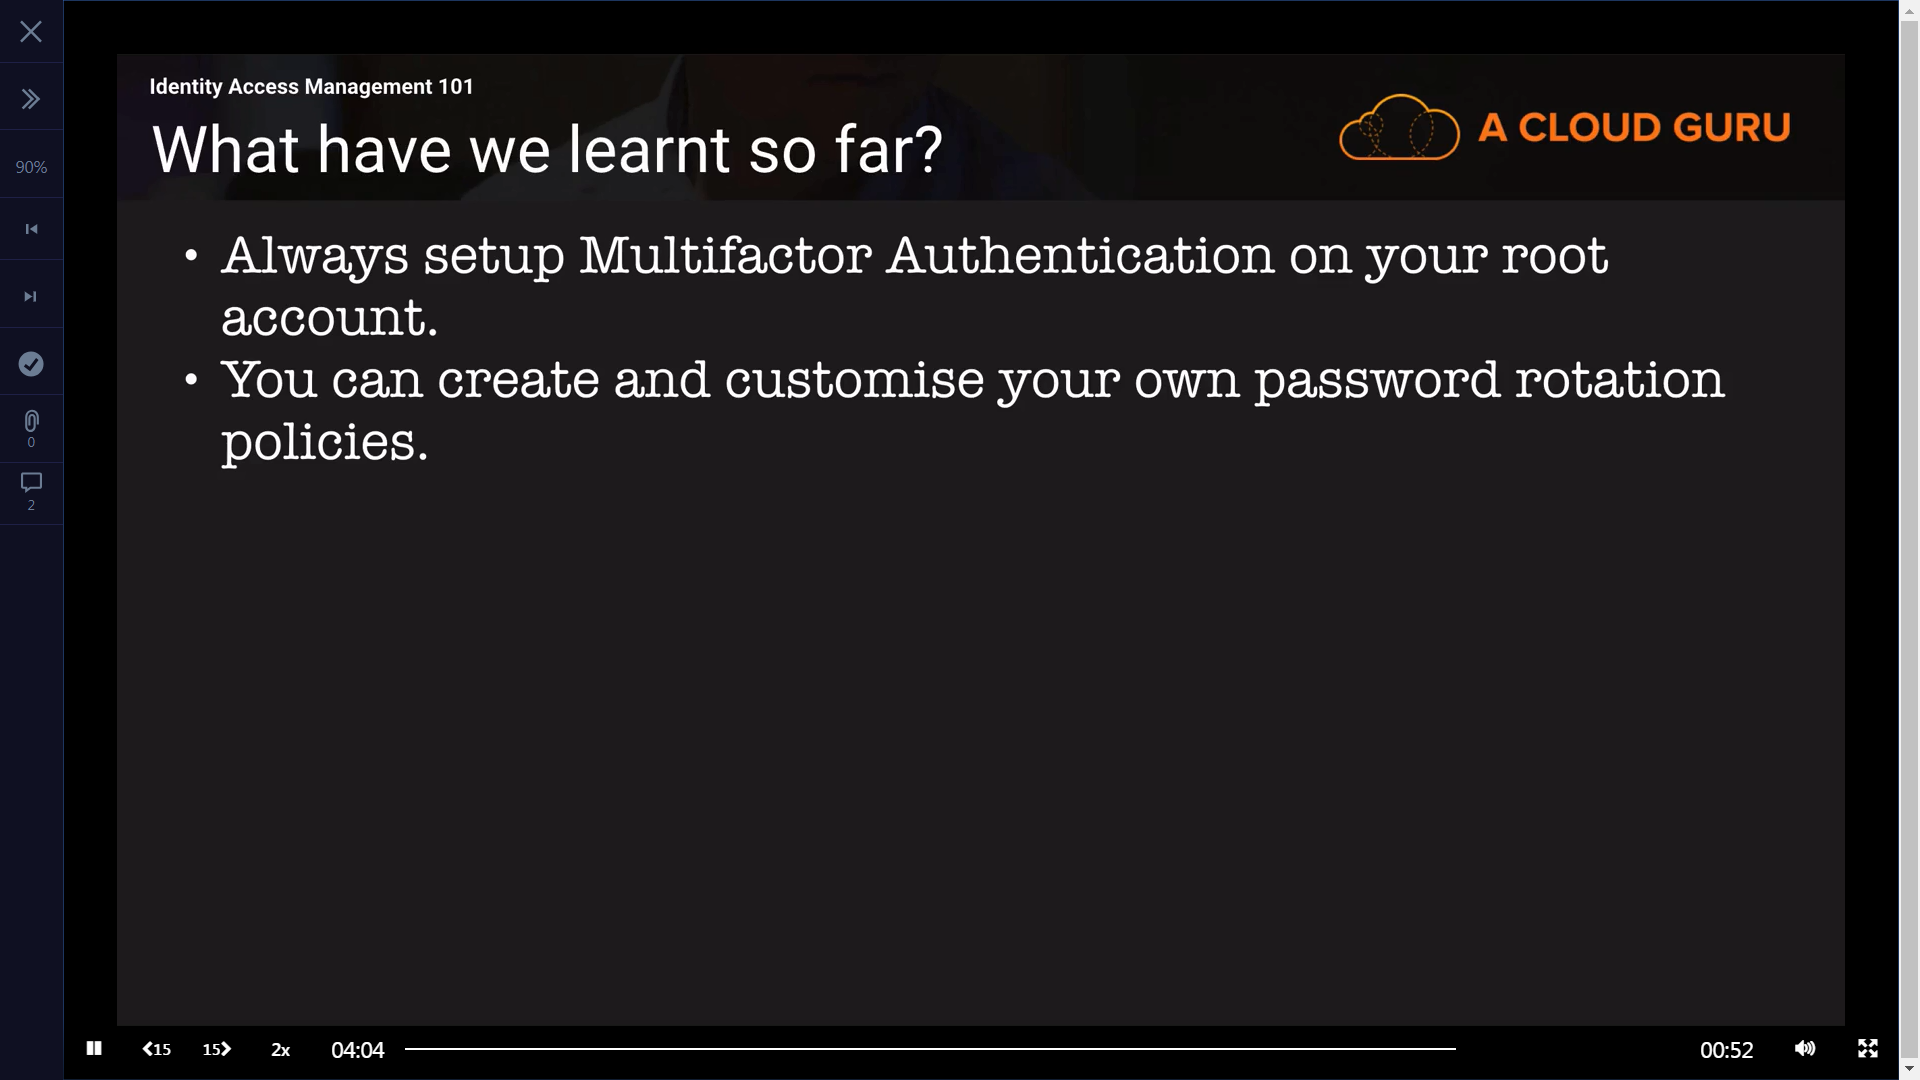 Identity Access Management 101
What have we learnt so far?
A CLOUD GURU
90%
0
2
• Always setup Multifactor Authentication on your root
account.
• You can create and customise your own password rotation
policies.
15
15
2x
04:04
00:52